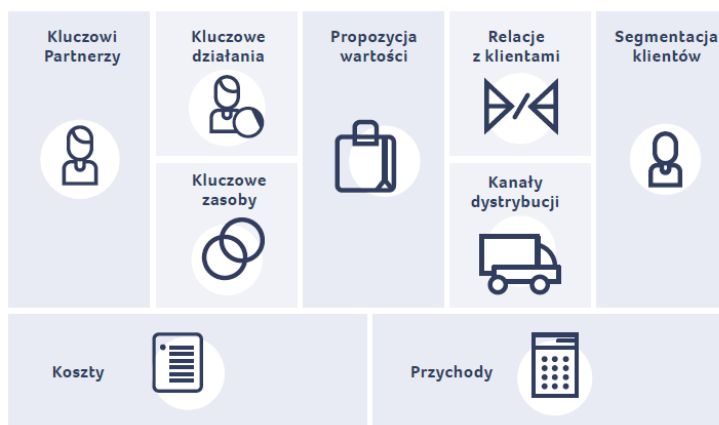 Kluczowi
Partnerzy
Kluczowe
działania
Kluczowe
zasoby
Propozycja
wartości
Relacje
z klientami
Kanały
dystrybucji
Segmentacja
klientów
Koszty
Przychody